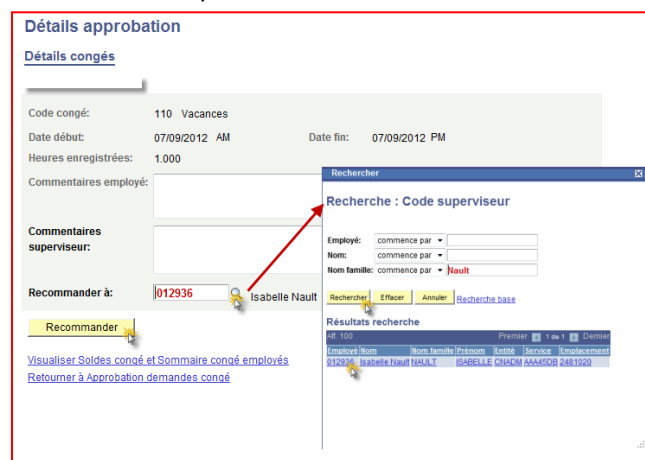 Détails approbation
Détails congés
Code congé: 110 Vacances
Date début: 07/09/2012 AM Date fin: 07/09/2012 PM
Heures enregistrées: 1.000
Commentaires employé:
Commentaires
superviseur:
Recommander à: 012936 Isabelle Nault
Recommander
Visualiser Soldes congé et Sommaire congé employés
Retourner à Approbation demandes congé
Rechercher
Recherche : Code superviseur
Employé: commence par
Nom: commence par
Nom famille: commence par Nault
Rechercher Effacer Annuler Recherche base
Résultats recherche
Aff. 100 Premier 1 de 1 Dernier
Employé Nom Nom famille Prénom Entité Service Emplacement
012936 Isabelle Nault NAULT ISABELLE CNADM AAA45DB 2481020